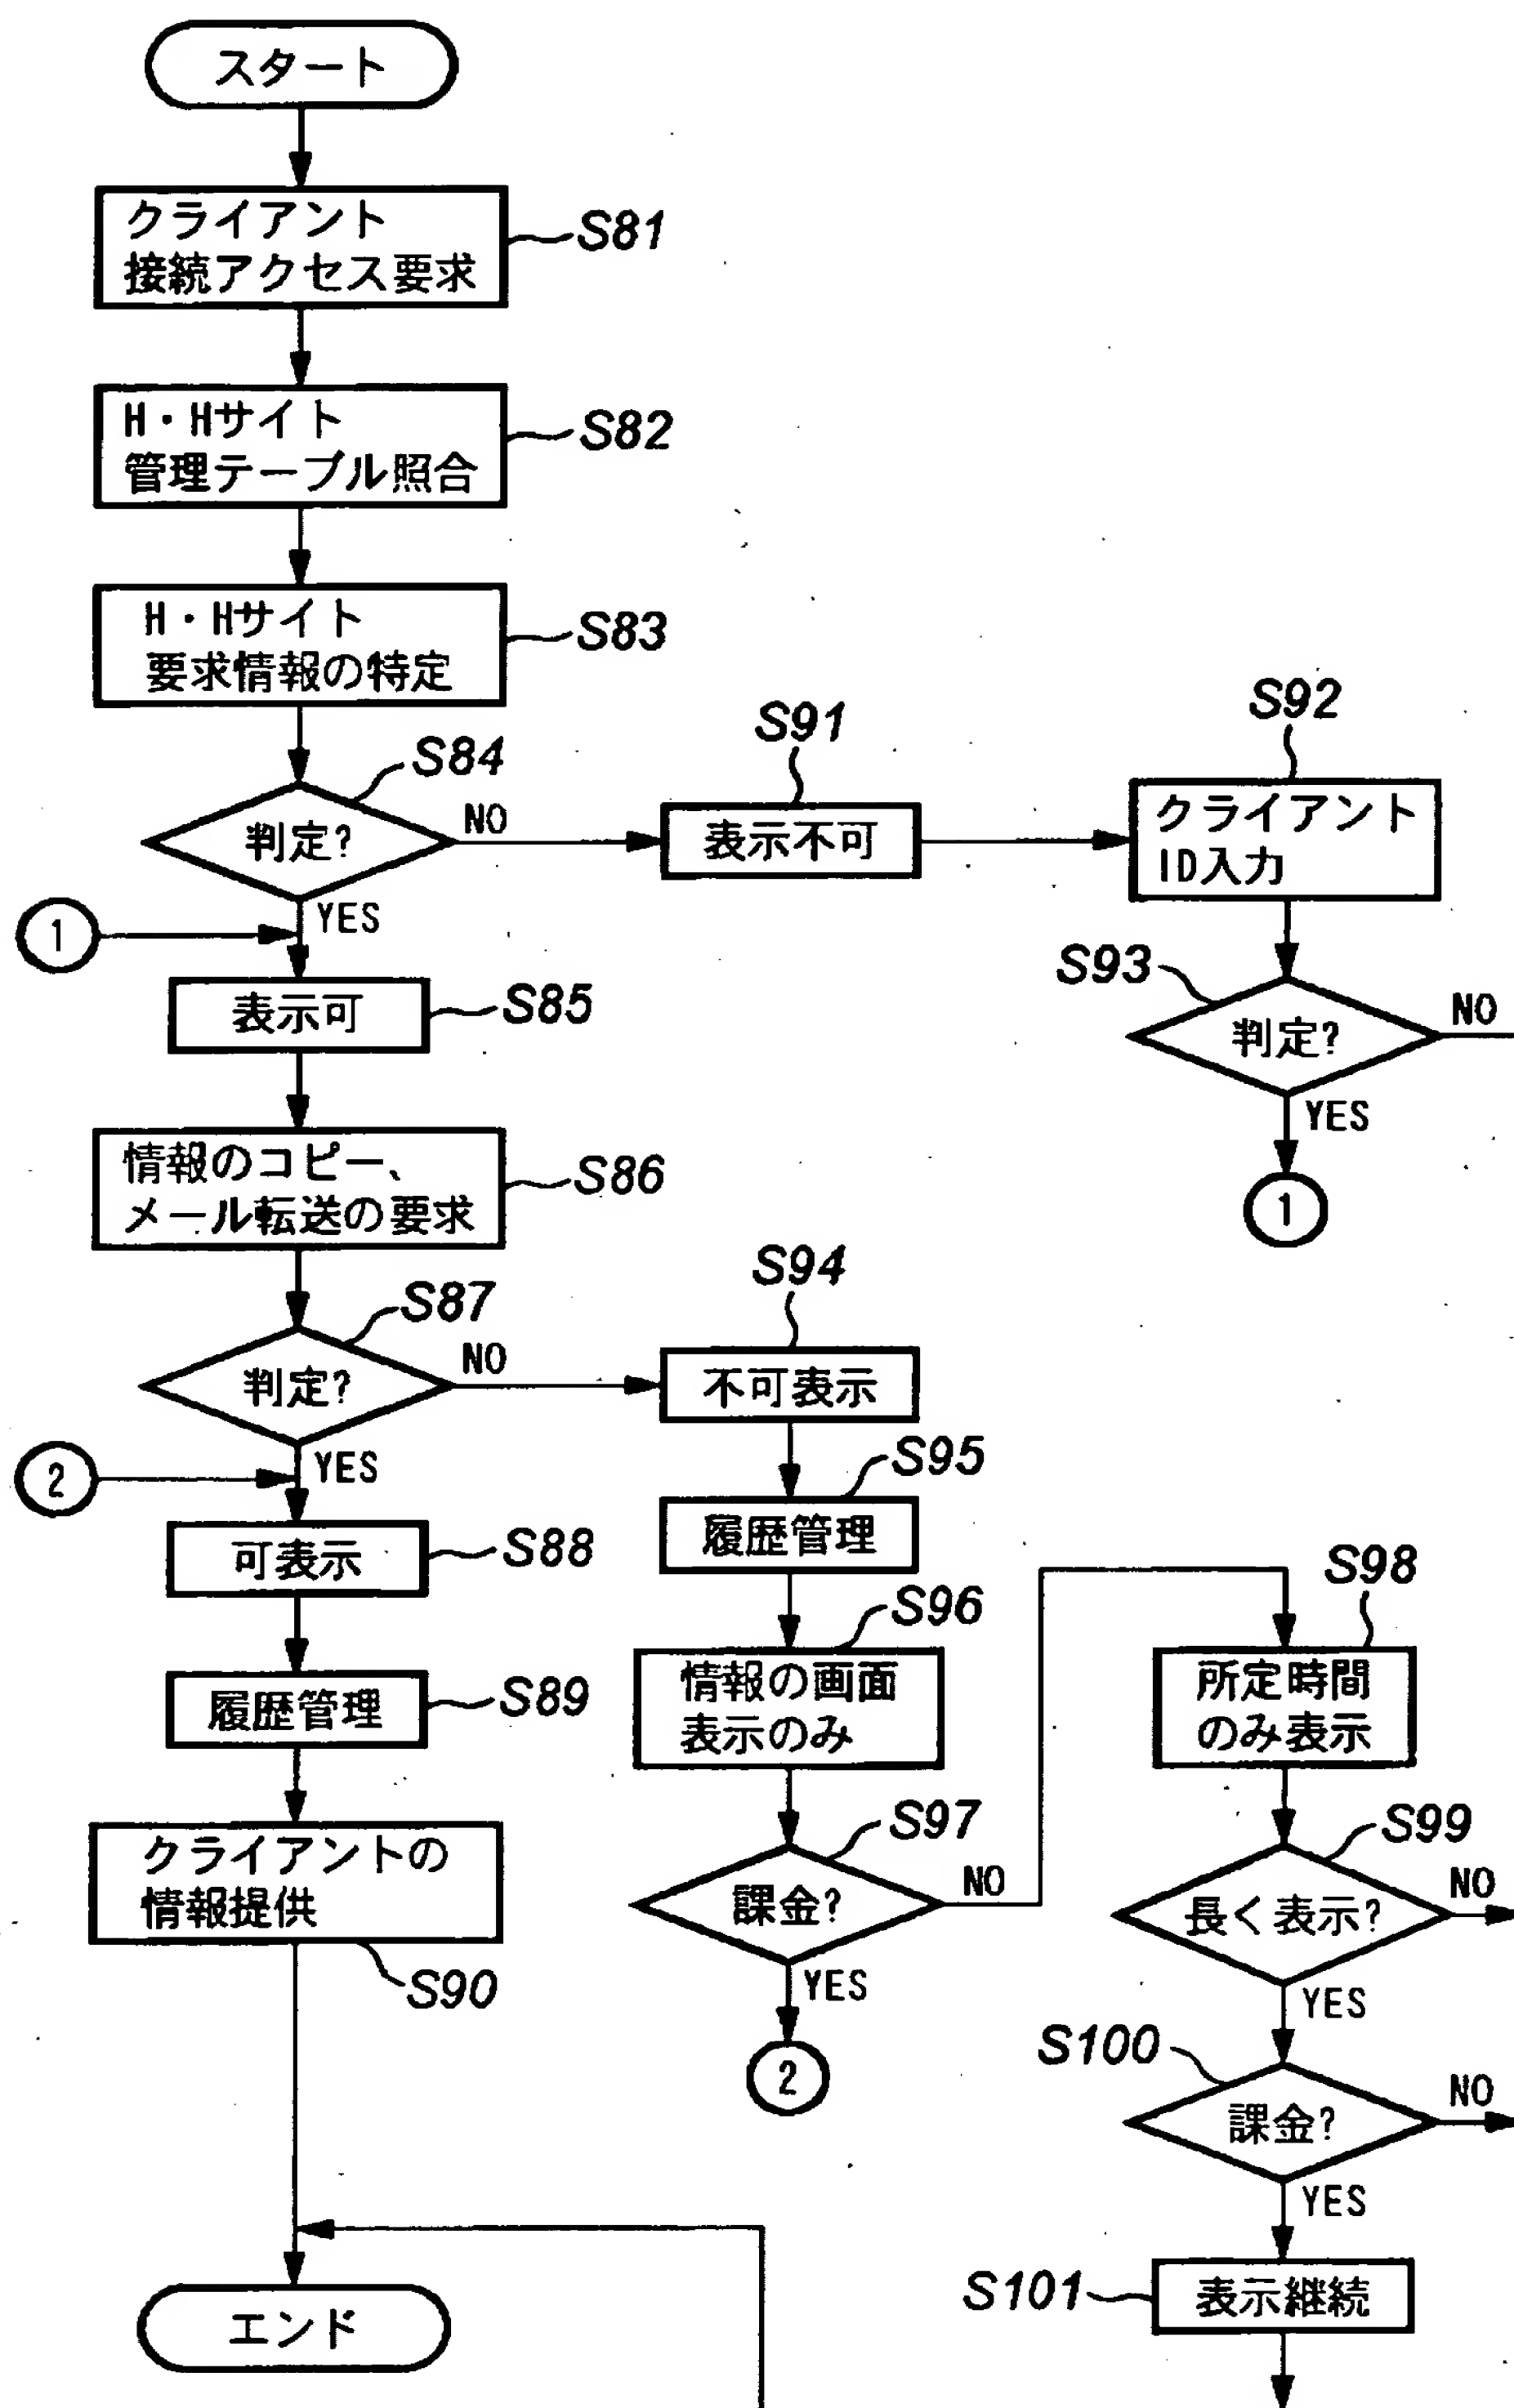 スタート
クライアント
接続アクセス要求
S81
H・Hサイト
管理テーブル照合
S82
H・Hサイト
要求情報の特定
S83
S84
判定?
NO
YES
S91
表示不可
S92
クライアント
ID入力
S93
判定?
NO
YES
1
1
表示可
S85
情報のコピー、
メール転送の要求
S86
S87
判定?
NO
YES
2
可表示
S88
履歴管理
S89
クライアントの
情報提供
S90
エンド
S94
不可表示
S95
履歴管理
S96
情報の画面
表示のみ
S97
課金?
NO
YES
2
S98
所定時間
のみ表示
S99
長く表示?
NO
YES
S100
課金?
NO
YES
S101
表示継続